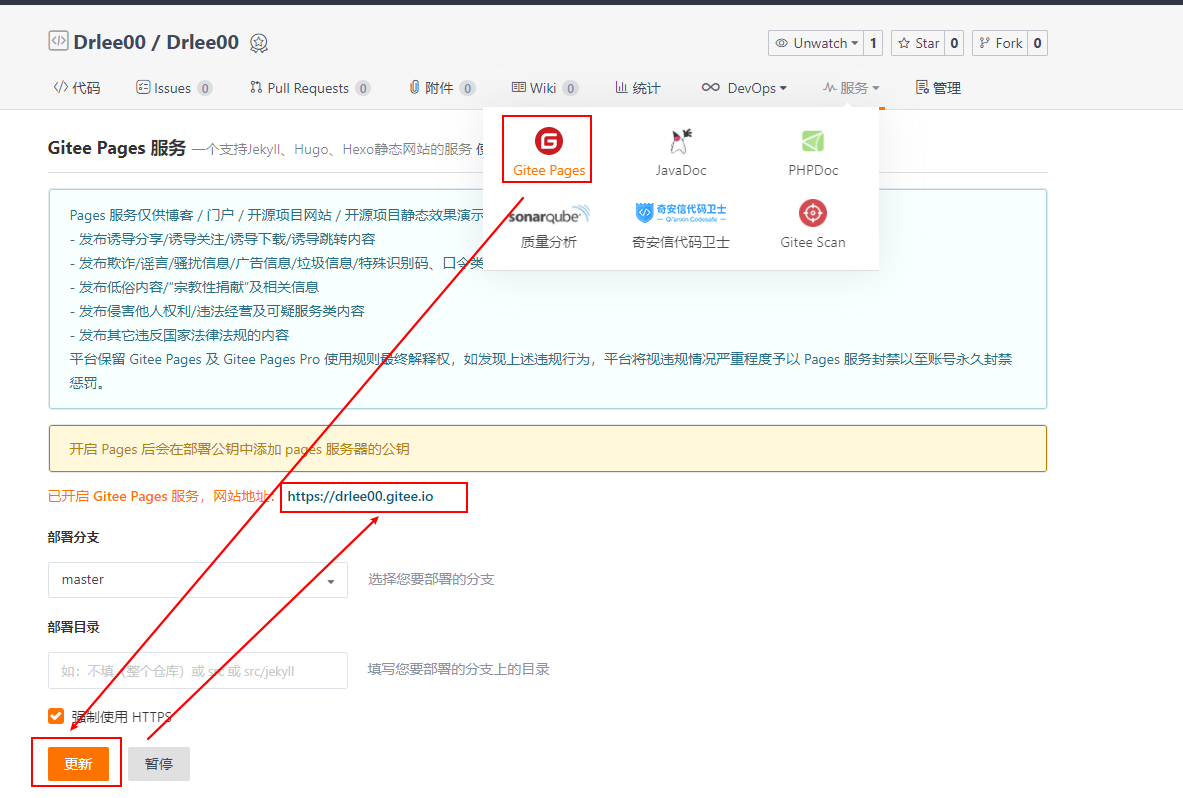 Drlee00 / Drlee00
Unwatch 1 Star 0 Fork 0
代码 Issues 0 Pull Requests 0 附件 0 Wiki 0 统计 DevOps 服务 管理
Gitee Pages 服务 一个支持Jekyll、Hugo、Hexo静态网站的服务
Gitee Pages JavaDoc PHPDoc
sonarqube 奇安信代码卫士 Qi'anxin Codesafe
质量分析 奇安信代码卫士 Gitee Scan
Pages 服务仅供博客 / 门户 / 开源项目网站 / 开源项目静态效果演示
- 发布诱导分享/诱导关注/诱导下载/诱导跳转内容
- 发布欺诈/谣言/骚扰信息/广告信息/垃圾信息/特殊识别码、口令类
- 发布低俗内容/“宗教性捐献”及相关信息
- 发布侵害他人权利/违法经营及可疑服务类内容
- 发布其它违反国家法律法规的内容
平台保留 Gitee Pages 及 Gitee Pages Pro 使用规则最终解释权，如发现上述违规行为，平台将视违规情况严重程度予以 Pages 服务封禁以至账号永久封禁
惩罚。
开启 Pages 后会在部署公钥中添加 pages 服务器的公钥
已开启 Gitee Pages 服务，网站地址： https://drlee00.gitee.io
部署分支
master 选择您要部署的分支
部署目录
如：不填（整个仓库）或 src 或 src/jekyll 填写您要部署的分支上的目录
强制使用 HTTPS
更新 暂停